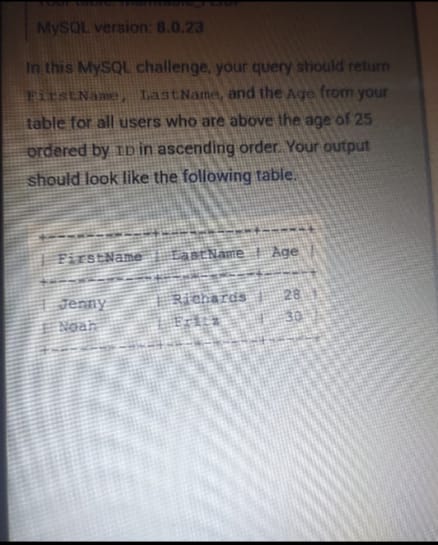 MySQL version: 8.0.23
In this MySQL challenge, your query should return
FirstName, LastName, and the Age from your
table for all users who are above the age of 25
ordered by ID in ascending order. Your output
should look like the following table.
| FirstName | LastName | Age |
| Jenny | Richards | 28 |
| Noah | | 30 |